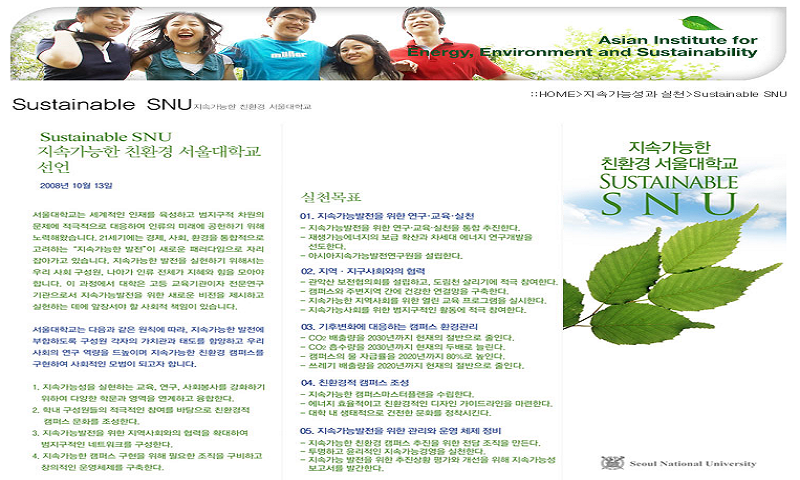 Asian Institute for
Energy, Environment and Sustainability
::HOME>지속가능성과 실천>Sustainable SNU
Sustainable SNU 지속가능한 친환경 서울대학교
Sustainable SNU
지속가능한 친환경 서울대학교
선언
2008년 10월 13일
서울대학교는 세계적인 인재를 육성하고 범지구적 차원의
문제에 적극적으로 대응하여 인류의 미래에 공헌하기 위해
노력해왔습니다. 21세기에는 경제, 사회, 환경을 통합적으로
고려하는 "지속가능한 발전"이 새로운 패러다임으로 자리
잡아가고 있습니다. 지속가능한 발전을 실현하기 위해서는
우리 사회 구성원, 나아가 인류 전체가 지혜와 힘을 모아야
합니다. 이 과정에서 대학은 고등 교육기관이자 전문연구
기관으로서 지속가능발전을 위한 새로운 비전을 제시하고
실현하는 데에 앞장서야 할 사회적 책임이 있습니다.
서울대학교는 다음과 같은 원칙에 따라, 지속가능한 발전에
부합하도록 구성원 각자의 가치관과 태도를 함양하고 우리
사회의 연구 역량을 드높이며 지속가능한 친환경 캠퍼스를
구현하여 사회적인 모범이 되고자 합니다.
1. 지속가능성을 실현하는 교육, 연구, 사회봉사를 강화하기
위하여 다양한 학문과 영역을 연계하고 융합한다.
2. 학내 구성원들의 적극적인 참여를 바탕으로 친환경적
캠퍼스 문화를 조성한다.
3. 지속가능발전을 위한 지역사회와의 협력을 확대하여
범지구적인 네트워크를 구성한다.
4. 지속가능한 캠퍼스 구현을 위해 필요한 조직을 구비하고
창의적인 운영체제를 구축한다.
실천목표
01. 지속가능발전을 위한 연구·교육·실천
- 지속가능발전을 위한 연구·교육·실천을 통합 추진한다.
- 재생가능에너지의 보급 확산과 차세대 에너지 연구개발을
선도한다.
- 아시아지속가능발전연구원을 설립한다.
02. 지역 · 지구사회와의 협력
- 관악산 보전협의회를 설립하고, 도림천 살리기에 적극 참여한다.
- 캠퍼스와 주변지역 간에 건강한 연결망을 구축한다.
- 지속가능한 지역사회를 위한 열린 교육 프로그램을 실시한다.
- 지속가능사회를 위한 범지구적인 활동에 적극 참여한다.
03. 기후변화에 대응하는 캠퍼스 환경관리
- CO₂ 배출량을 2030년까지 현재의 절반으로 줄인다.
- CO₂ 흡수량을 2030년까지 현재의 두배로 늘린다.
- 캠퍼스의 물 자급률을 2020년까지 80%로 높인다.
- 쓰레기 배출량을 2020년까지 현재의 절반으로 줄인다.
04. 친환경적 캠퍼스 조성
- 지속가능한 캠퍼스마스터플랜을 수립한다.
- 에너지 효율적이고 친환경적인 디자인 가이드라인을 마련한다.
- 대학 내 생태적으로 건전한 문화를 정착시킨다.
05. 지속가능발전을 위한 관리와 운영 체제 정비
- 지속가능한 친환경 캠퍼스 추진을 위한 전담 조직을 만든다.
- 투명하고 윤리적인 지속가능경영을 실천한다.
- 지속가능 발전을 위한 추진상황 평가와 개선을 위해 지속가능성
보고서를 발간한다.
지속가능한
친환경 서울대학교
SUSTAINABLE
SNU
Seoul National University